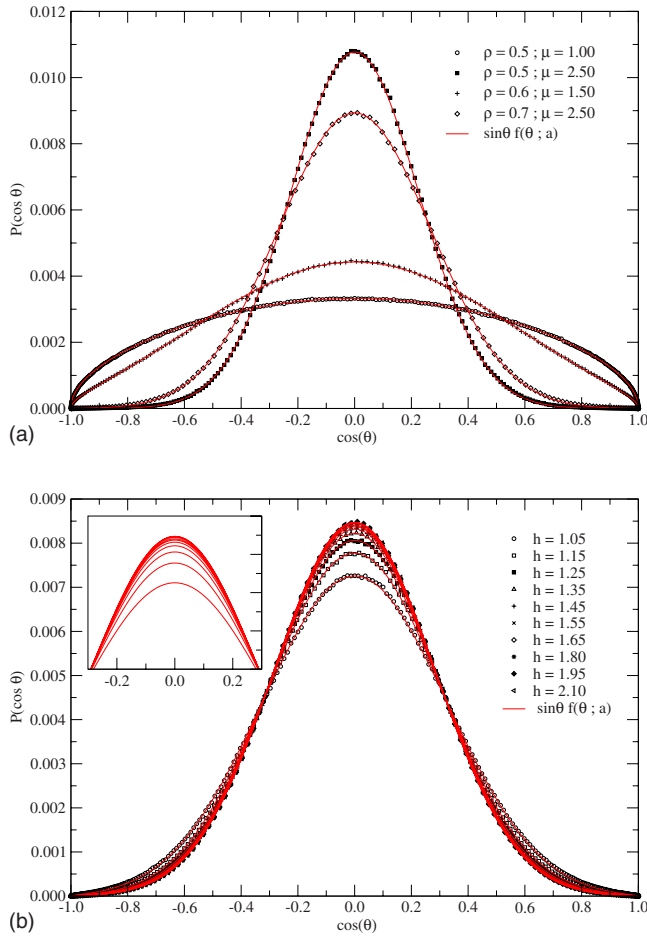 0.012
0.010
0.008
0.006
0.004
0.002
0.000
P(cos θ)
ρ = 0.5 ; μ = 1.00
ρ = 0.5 ; μ = 2.50
ρ = 0.6 ; μ = 1.50
ρ = 0.7 ; μ = 2.50
sinθ f(θ ; a)
-1.0 -0.8 -0.6 -0.4 -0.2 0.0 0.2 0.4 0.6 0.8 1.0
cos(θ)
(a)
0.009
0.008
0.007
0.006
0.005
0.004
0.003
0.002
0.001
0.000
P(cos θ)
-0.2 0.0 0.2
h = 1.05
h = 1.15
h = 1.25
h = 1.35
h = 1.45
h = 1.55
h = 1.65
h = 1.80
h = 1.95
h = 2.10
sinθ f(θ ; a)
-1.0 -0.8 -0.6 -0.4 -0.2 0.0 0.2 0.4 0.6 0.8 1.0
cos(θ)
(b)